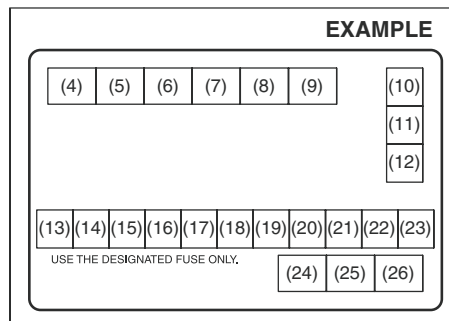 EXAMPLE
(4) (5) (6) (7) (8) (9) (10)
(11)
(12)
(13) (14) (15) (16) (17) (18) (19) (20) (21) (22) (23)
USE THE DESIGNATED FUSE ONLY.
(24) (25) (26)